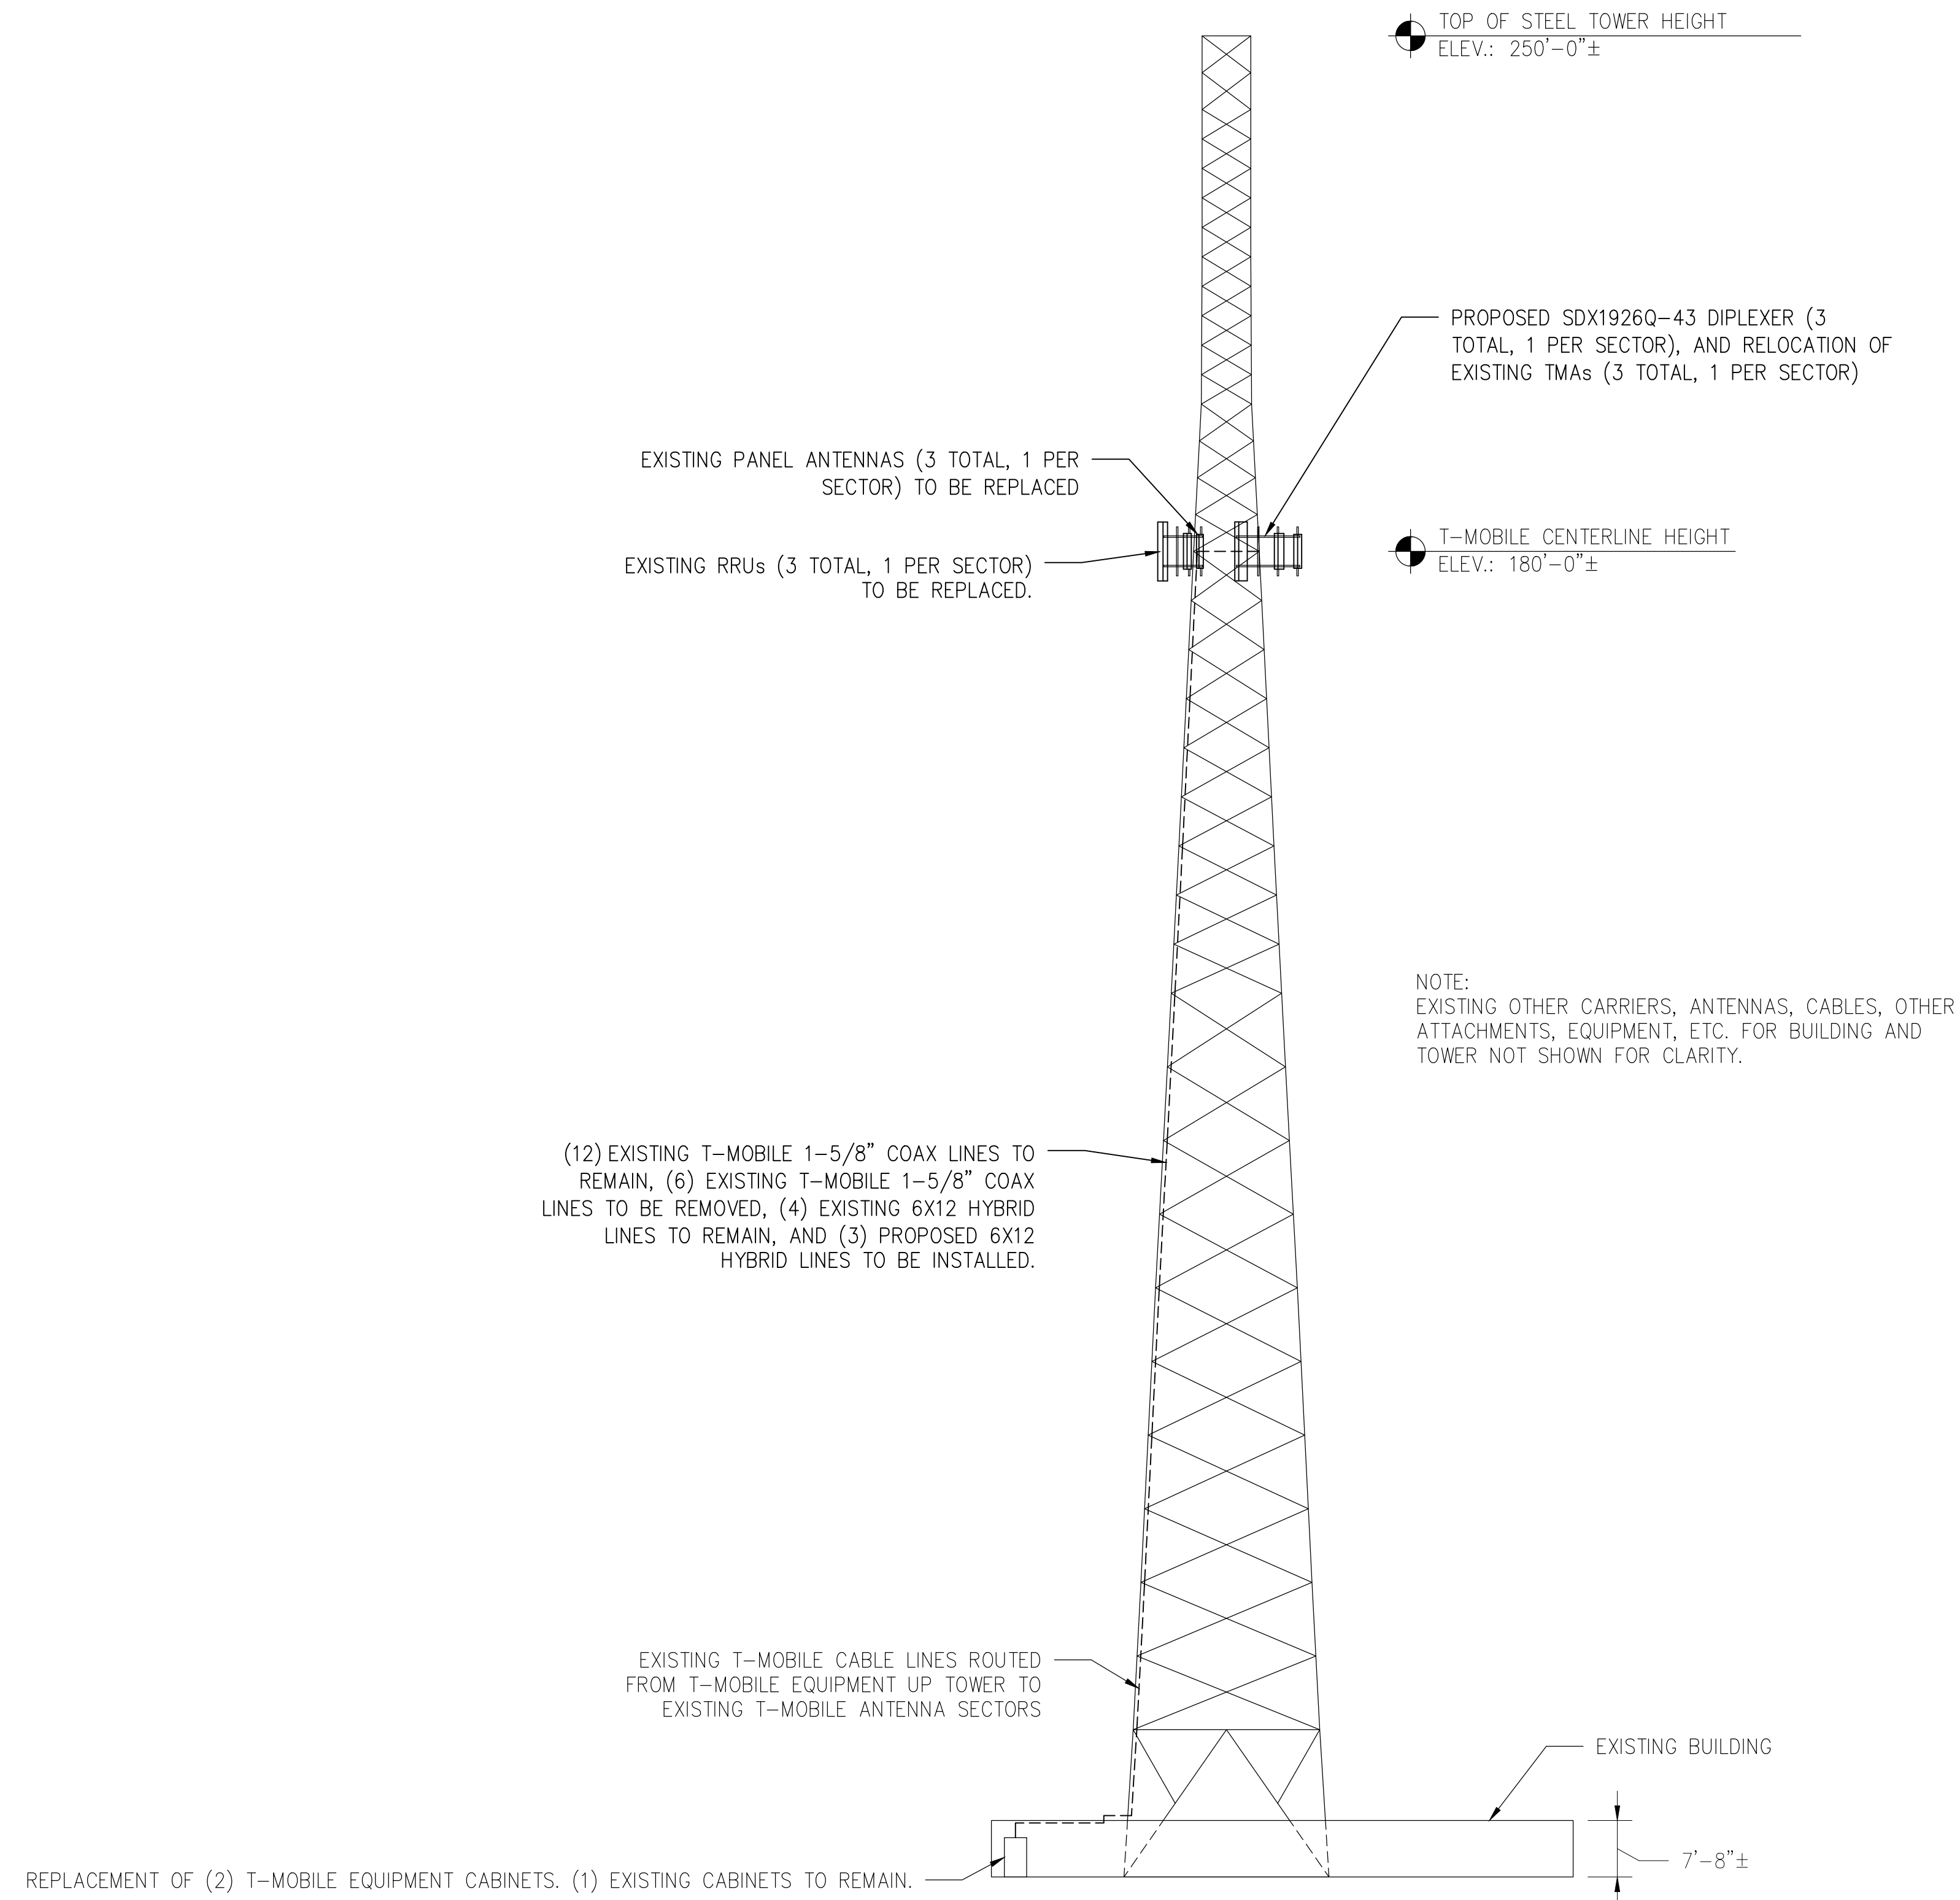 TOP OF STEEL TOWER HEIGHT
ELEV.: 250'-0"±
PROPOSED SDX1926Q-43 DIPLEXER (3
TOTAL, 1 PER SECTOR), AND RELOCATION OF
EXISTING TMAs (3 TOTAL, 1 PER SECTOR)
EXISTING PANEL ANTENNAS (3 TOTAL, 1 PER
SECTOR) TO BE REPLACED
T-MOBILE CENTERLINE HEIGHT
ELEV.: 180'-0"±
EXISTING RRUs (3 TOTAL, 1 PER SECTOR)
TO BE REPLACED.
NOTE:
EXISTING OTHER CARRIERS, ANTENNAS, CABLES, OTHER
ATTACHMENTS, EQUIPMENT, ETC. FOR BUILDING AND
TOWER NOT SHOWN FOR CLARITY.
(12) EXISTING T-MOBILE 1-5/8" COAX LINES TO
REMAIN, (6) EXISTING T-MOBILE 1-5/8" COAX
LINES TO BE REMOVED, (4) EXISTING 6X12 HYBRID
LINES TO REMAIN, AND (3) PROPOSED 6X12
HYBRID LINES TO BE INSTALLED.
EXISTING T-MOBILE CABLE LINES ROUTED
FROM T-MOBILE EQUIPMENT UP TOWER TO
EXISTING T-MOBILE ANTENNA SECTORS
EXISTING BUILDING
7'-8"±
REPLACEMENT OF (2) T-MOBILE EQUIPMENT CABINETS. (1) EXISTING CABINETS TO REMAIN.